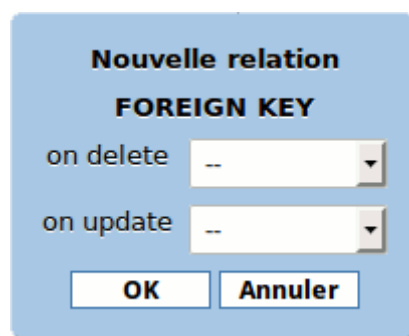 Nouvelle relation
FOREIGN KEY
on delete --
on update --
OK Annuler